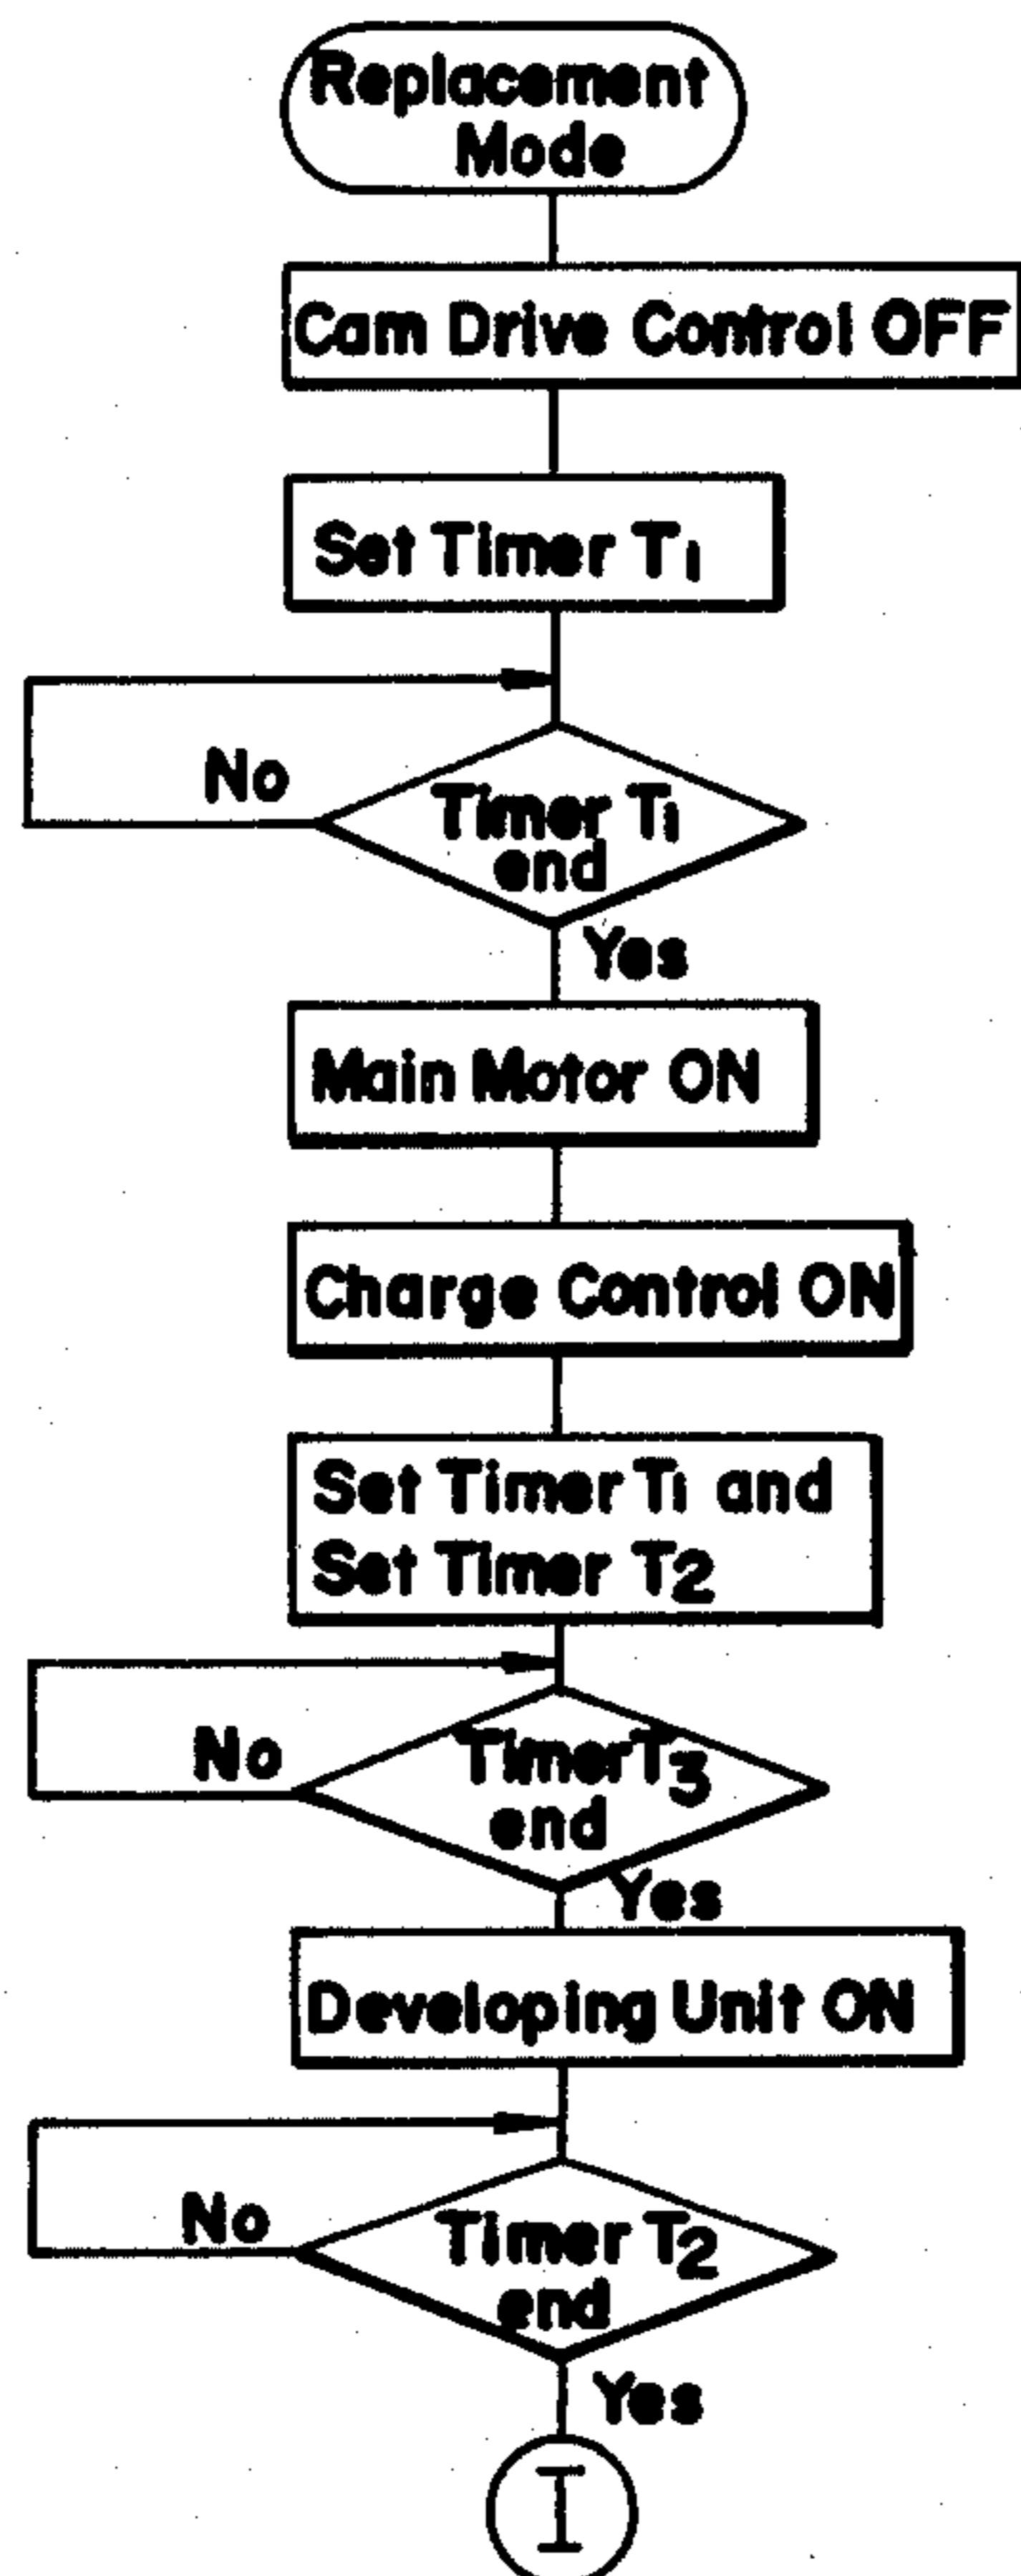 Replacement
Mode
Cam Drive Control OFF
Set Timer T1
No
Timer T1
end
Yes
Main Motor ON
Charge Control ON
Set Timer T1 and
Set Timer T2
No
Timer T3
end
Yes
Developing Unit ON
No
Timer T2
end
Yes
I